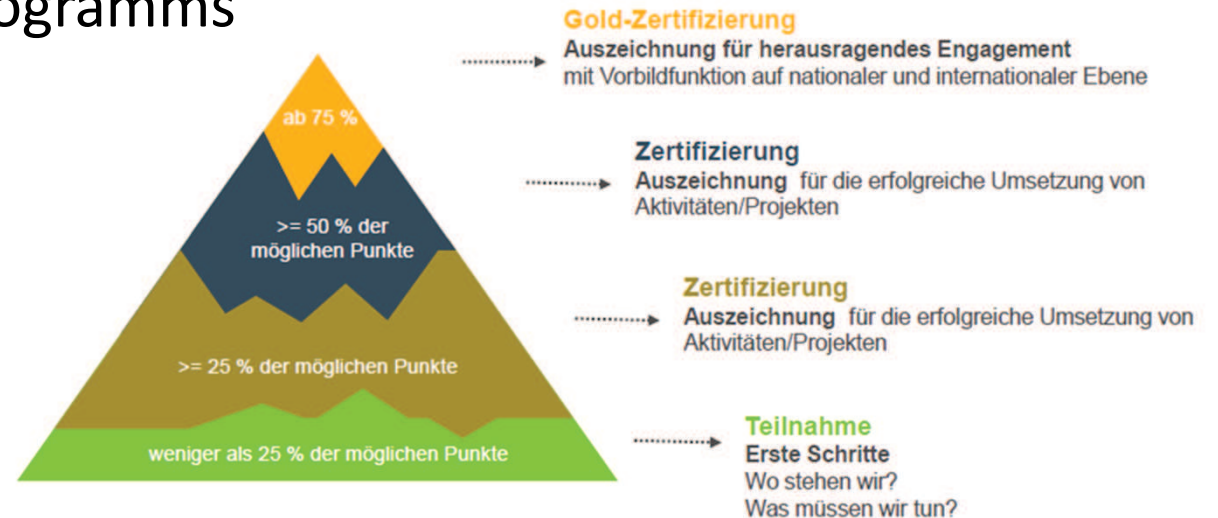 ogramms
Gold-Zertifizierung
Auszeichnung für herausragendes Engagement
mit Vorbildfunktion auf nationaler und internationaler Ebene
ab 75 %
Zertifizierung
Auszeichnung für die erfolgreiche Umsetzung von
Aktivitäten/Projekten
>= 50 % der
möglichen Punkte
Zertifizierung
Auszeichnung für die erfolgreiche Umsetzung von
Aktivitäten/Projekten
>= 25 % der möglichen Punkte
Teilnahme
Erste Schritte
Wo stehen wir?
Was müssen wir tun?
weniger als 25 % der möglichen Punkte